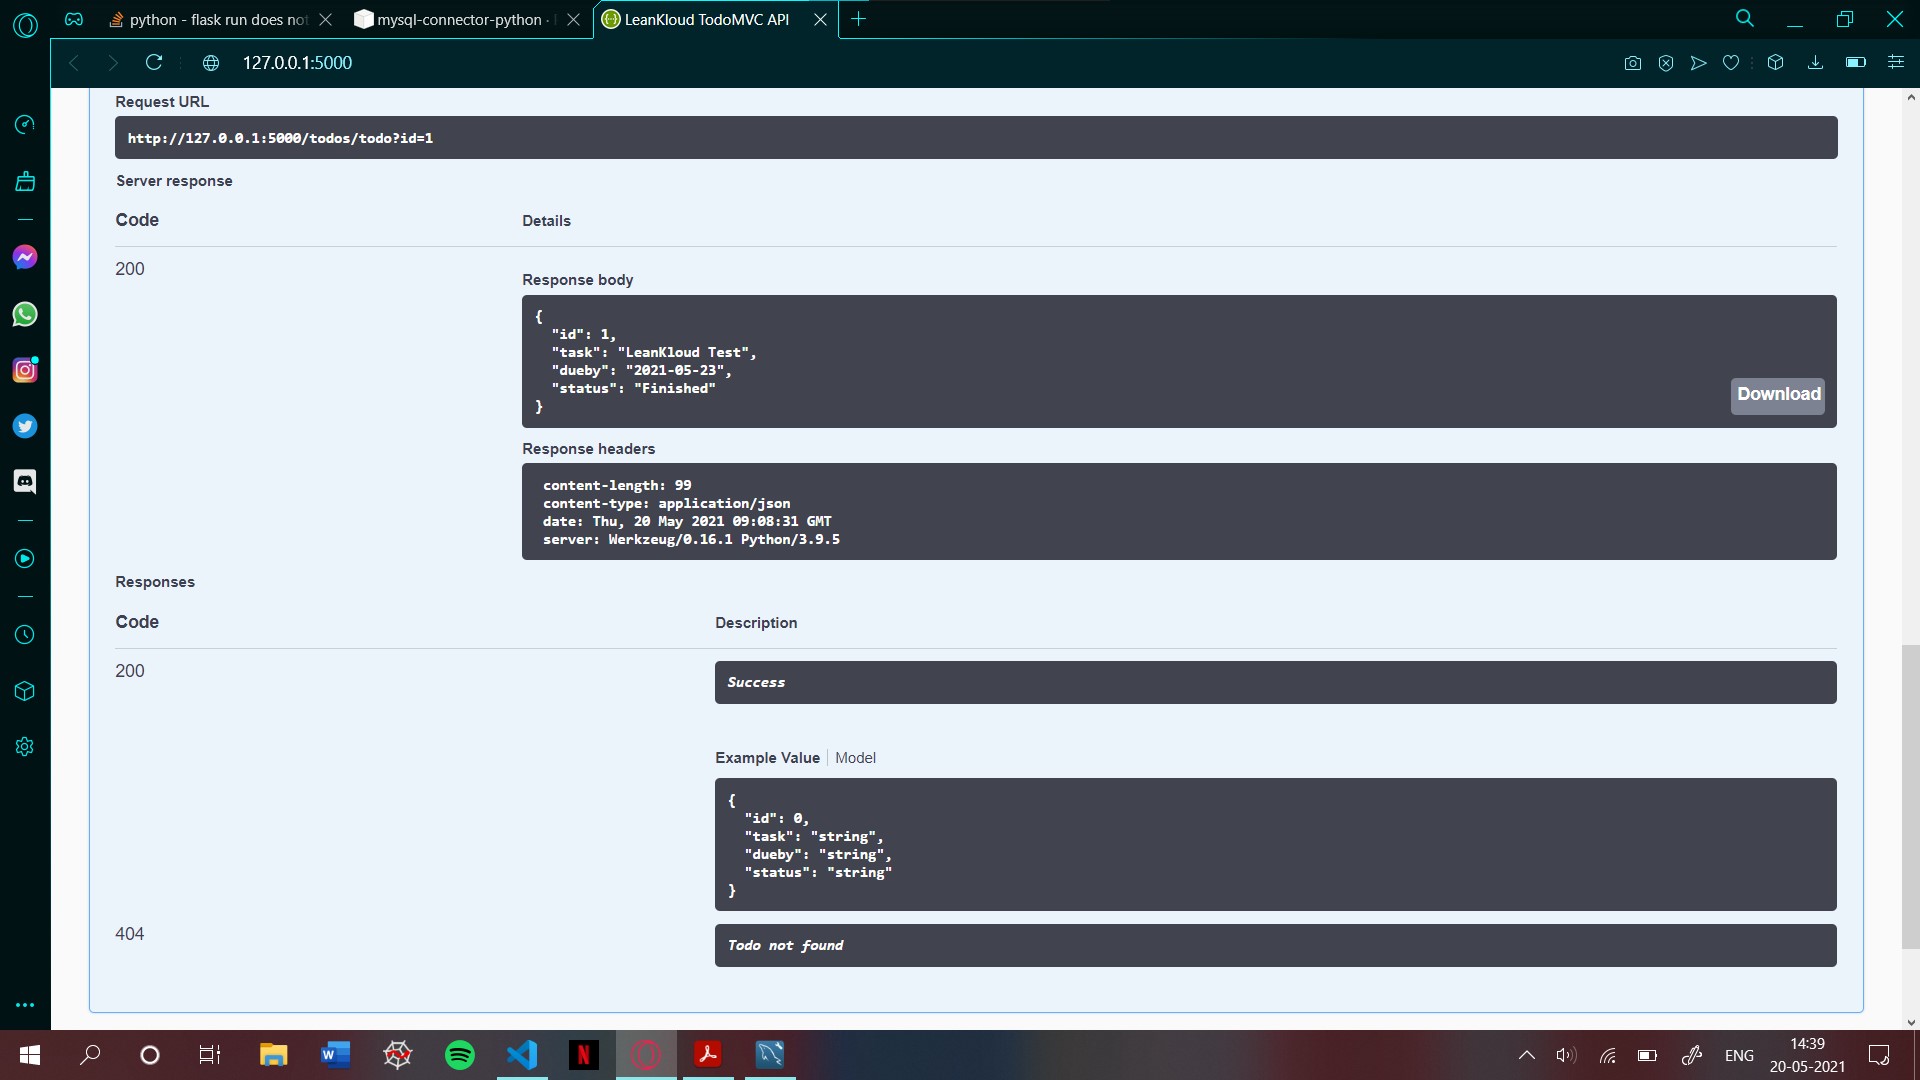 python - flask run does not
mysql-connector-python ·
LeanKloud TodoMVC API
127.0.0.1:5000
Request URL
http://127.0.0.1:5000/todos/todo?id=1
Server response
Code Details
200
Response body
{
  "id": 1,
  "task": "LeanKloud Test",
  "dueby": "2021-05-23",
  "status": "Finished"
}
Download
Response headers
content-length: 99
content-type: application/json
date: Thu, 20 May 2021 09:08:31 GMT
server: Werkzeug/0.16.1 Python/3.9.5
Responses
Code Description
200
Success
Example Value Model
{
  "id": 0,
  "task": "string",
  "dueby": "string",
  "status": "string"
}
404
Todo not found
ENG
14:39
20-05-2021